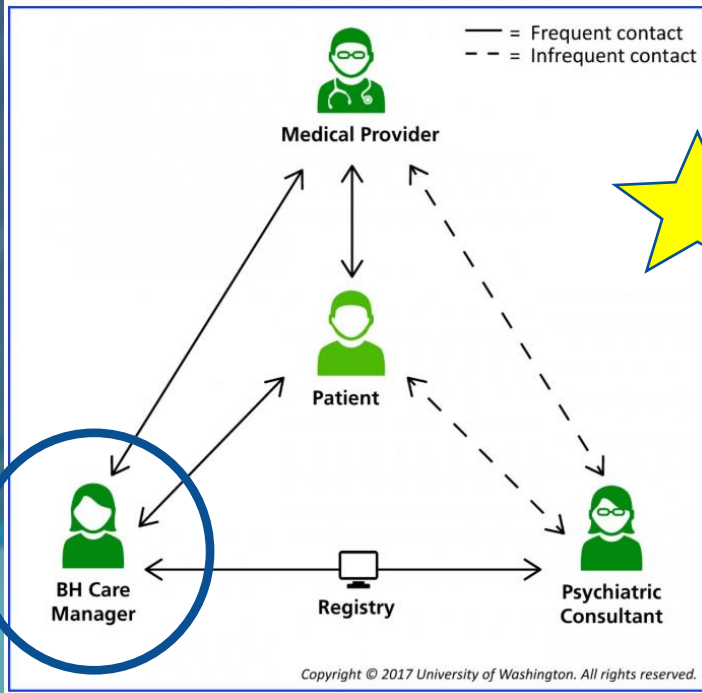 = Frequent contact
= Infrequent contact
Medical Provider
Patient
BH Care
Manager
Registry
Psychiatric
Consultant
Copyright © 2017 University of Washington. All rights reserved.